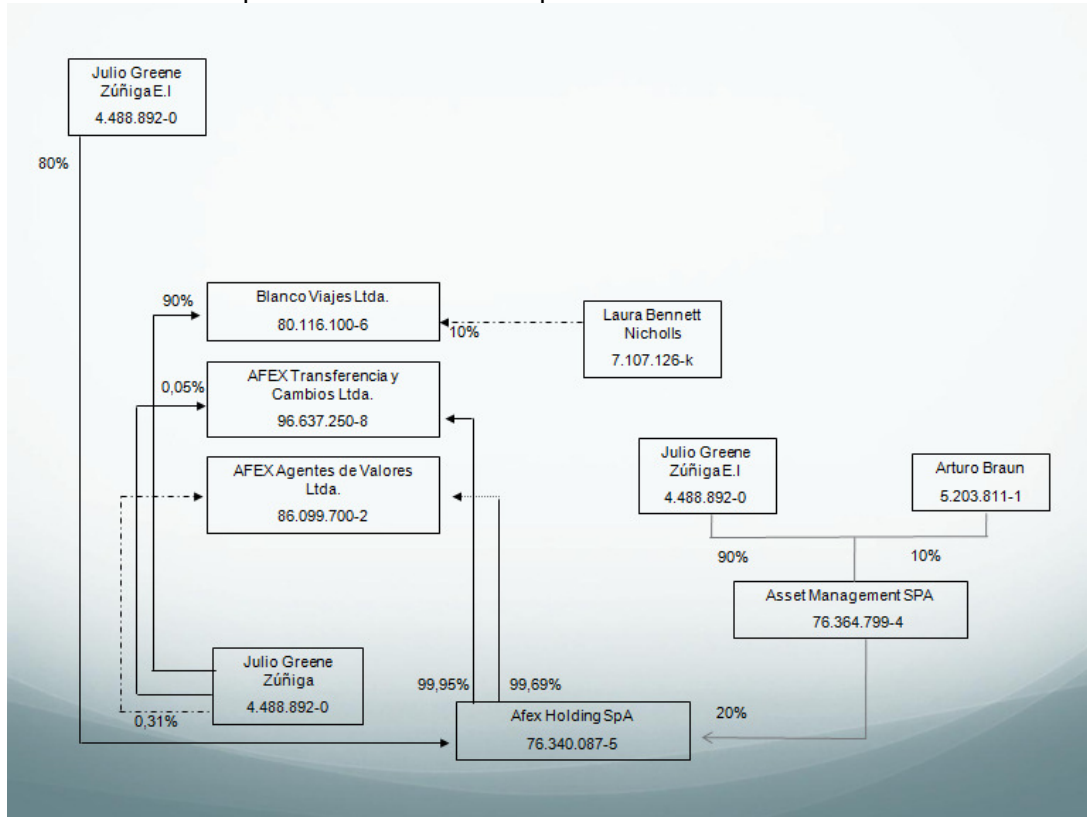 Julio Greene
Zúñiga E.I
4.488.892-0
80%
90%
Blanco Viajes Ltda.
80.116.100-6
10%
Laura Bennett
Nicholls
7.107.126-k
0,05%
AFEX Transferencia y
Cambios Ltda.
96.637.250-8
AFEX Agentes de Valores
Ltda.
86.099.700-2
Julio Greene
Zúñiga E.I
4.488.892-0
Arturo Braun
5.203.811-1
90%
10%
Asset Management SPA
76.364.799-4
Julio Greene
Zúñiga
4.488.892-0
0,31%
99,95%
99,69%
Afex Holding SpA
76.340.087-5
20%